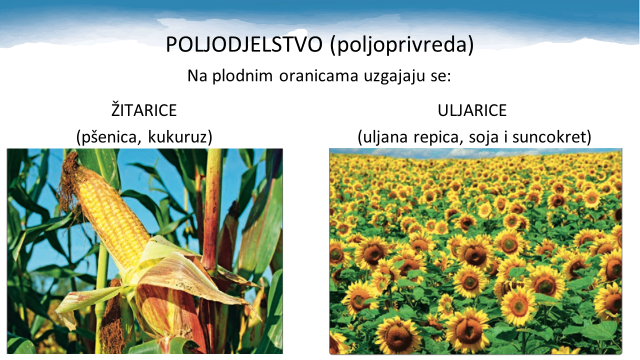 POLJODJELSTVO (poljoprivreda)
Na plodnim oranicama uzgajaju se:
ŽITARICE
(pšenica, kukuruz)
ULJARICE
(uljana repica, soja i suncokret)